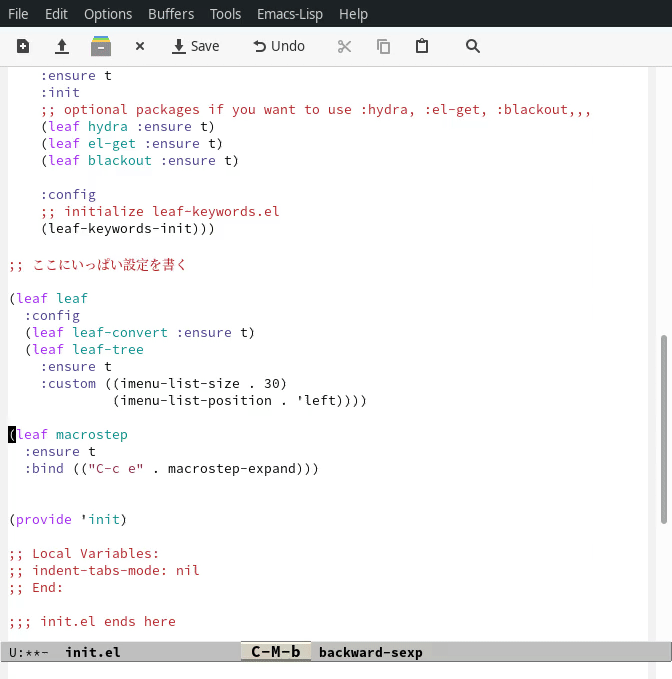 File Edit Options Buffers Tools Emacs-Lisp Help
Save Undo
:ensure t
:init
;; optional packages if you want to use :hydra, :el-get, :blackout,,,
(leaf hydra :ensure t)
(leaf el-get :ensure t)
(leaf blackout :ensure t)
:config
;; initialize leaf-keywords.el
(leaf-keywords-init)))
;; ここにいっぱい設定を書く
(leaf leaf
:config
(leaf leaf-convert :ensure t)
(leaf leaf-tree
:ensure t
:custom ((imenu-list-size . 30)
(imenu-list-position . 'left))))
(leaf macrostep
:ensure t
:bind (("C-c e" . macrostep-expand)))
(provide 'init)
;; Local Variables:
;; indent-tabs-mode: nil
;; End:
;;; init.el ends here
U:**- init.el C-M-b backward-sexp